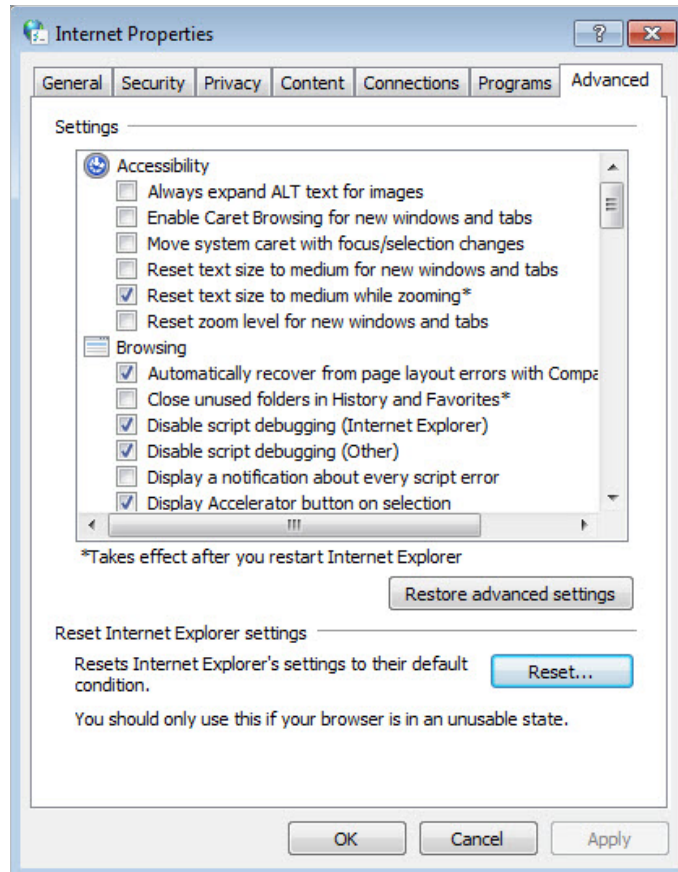 Internet Properties
General Security Privacy Content Connections Programs Advanced
Settings
Accessibility
Always expand ALT text for images
Enable Caret Browsing for new windows and tabs
Move system caret with focus/selection changes
Reset text size to medium for new windows and tabs
Reset text size to medium while zooming*
Reset zoom level for new windows and tabs
Browsing
Automatically recover from page layout errors with Compa
Close unused folders in History and Favorites*
Disable script debugging (Internet Explorer)
Disable script debugging (Other)
Display a notification about every script error
Display Accelerator button on selection
*Takes effect after you restart Internet Explorer
Restore advanced settings
Reset Internet Explorer settings
Resets Internet Explorer's settings to their default
condition.
Reset...
You should only use this if your browser is in an unusable state.
OK Cancel Apply